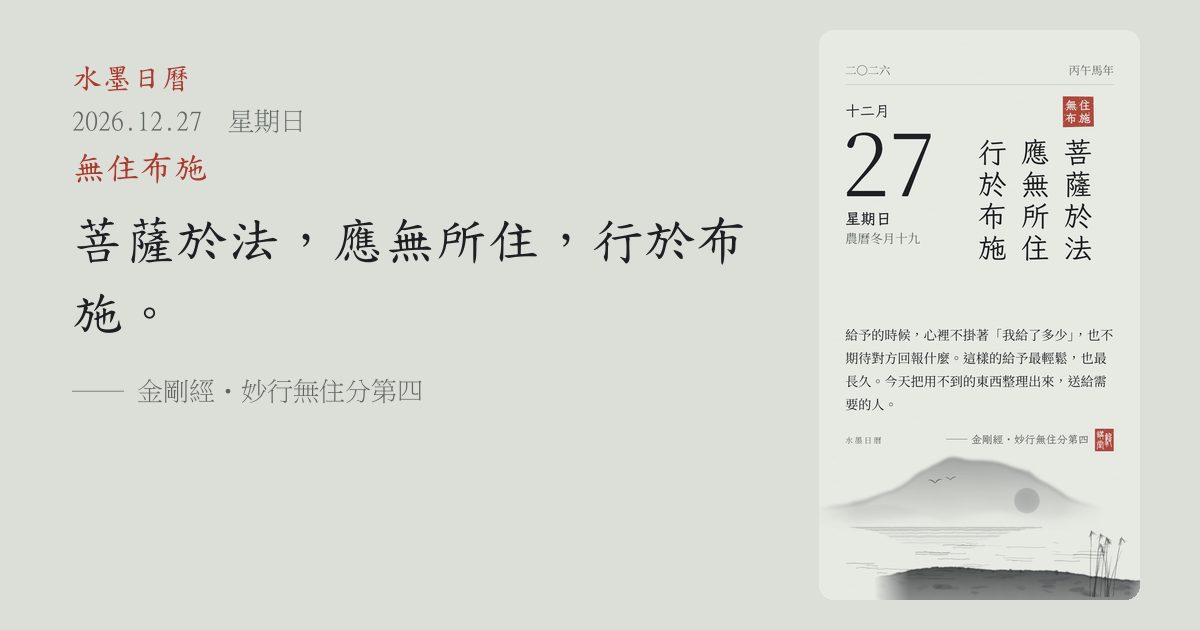 水墨日曆
2026.12.27 星期日
無住布施
菩薩於法，應無所住，行於布
施。
—— 金剛經・妙行無住分第四
二〇二六
丙午馬年
十二月
27
星期日
農曆冬月十九
無住
布施
菩薩於法
應無所住
行於布施
給予的時候，心裡不掛著「我給了多少」，也不
期待對方回報什麼。這樣的給予最輕鬆，也最
長久。今天把用不到的東西整理出來，送給需
要的人。
水墨日曆
—— 金剛經・妙行無住分第四